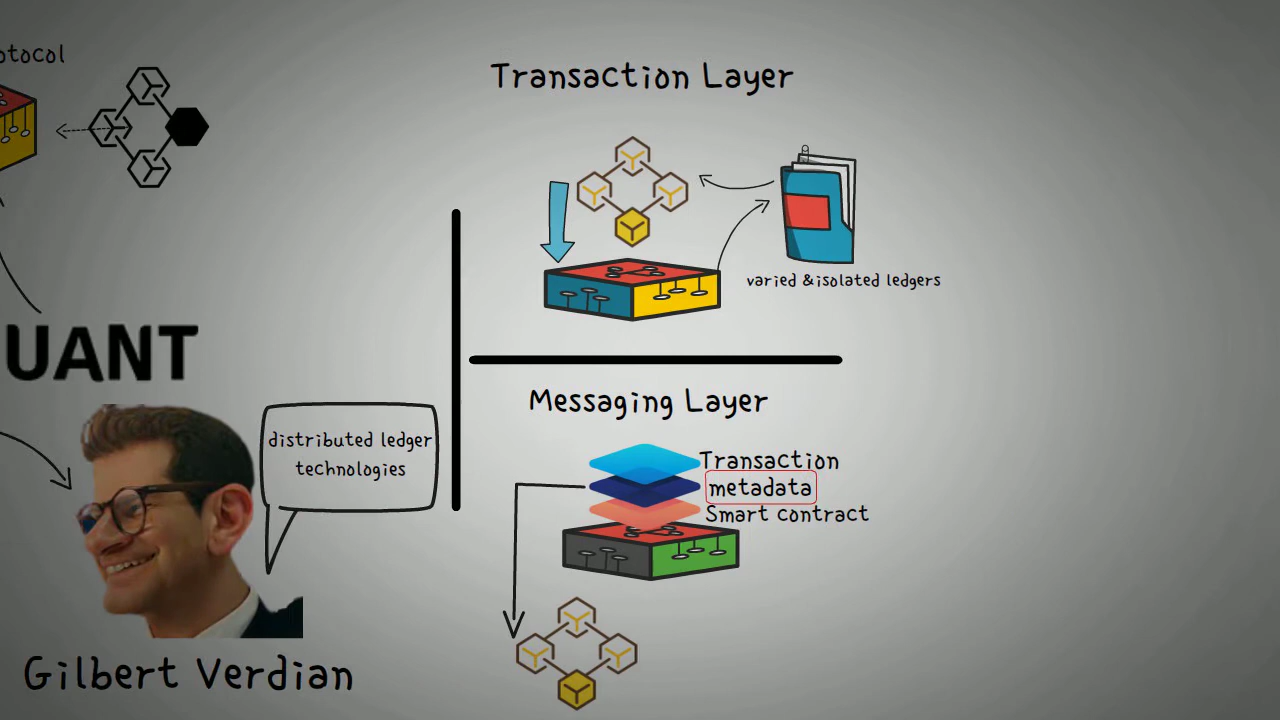 otocol
Transaction Layer
varied &isolated ledgers
UANT
Messaging Layer
distributed ledger
technologies
Transaction
metadata
Smart contract
Gilbert Verdian